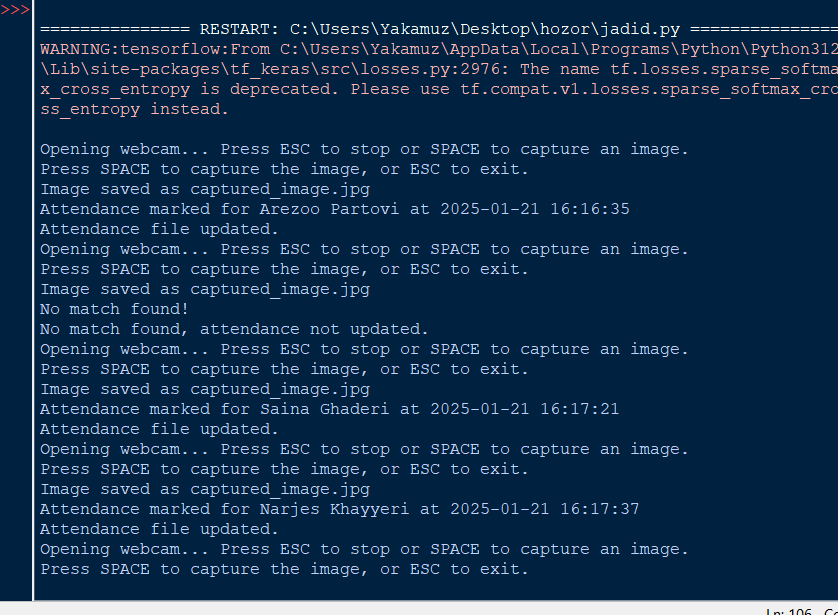 >>>
=============== RESTART: C:\Users\Yakamuz\Desktop\hozor\jadid.py ===============
WARNING:tensorflow:From C:\Users\Yakamuz\AppData\Local\Programs\Python\Python312
\Lib\site-packages\tf_keras\src\losses.py:2976: The name tf.losses.sparse_softma
x_cross_entropy is deprecated. Please use tf.compat.v1.losses.sparse_softmax_cro
ss_entropy instead.
Opening webcam... Press ESC to stop or SPACE to capture an image.
Press SPACE to capture the image, or ESC to exit.
Image saved as captured_image.jpg
Attendance marked for Arezoo Partovi at 2025-01-21 16:16:35
Attendance file updated.
Opening webcam... Press ESC to stop or SPACE to capture an image.
Press SPACE to capture the image, or ESC to exit.
Image saved as captured_image.jpg
No match found!
No match found, attendance not updated.
Opening webcam... Press ESC to stop or SPACE to capture an image.
Press SPACE to capture the image, or ESC to exit.
Image saved as captured_image.jpg
Attendance marked for Saina Ghaderi at 2025-01-21 16:17:21
Attendance file updated.
Opening webcam... Press ESC to stop or SPACE to capture an image.
Press SPACE to capture the image, or ESC to exit.
Image saved as captured_image.jpg
Attendance marked for Narjes Khayyeri at 2025-01-21 16:17:37
Attendance file updated.
Opening webcam... Press ESC to stop or SPACE to capture an image.
Press SPACE to capture the image, or ESC to exit.
Ln: 106